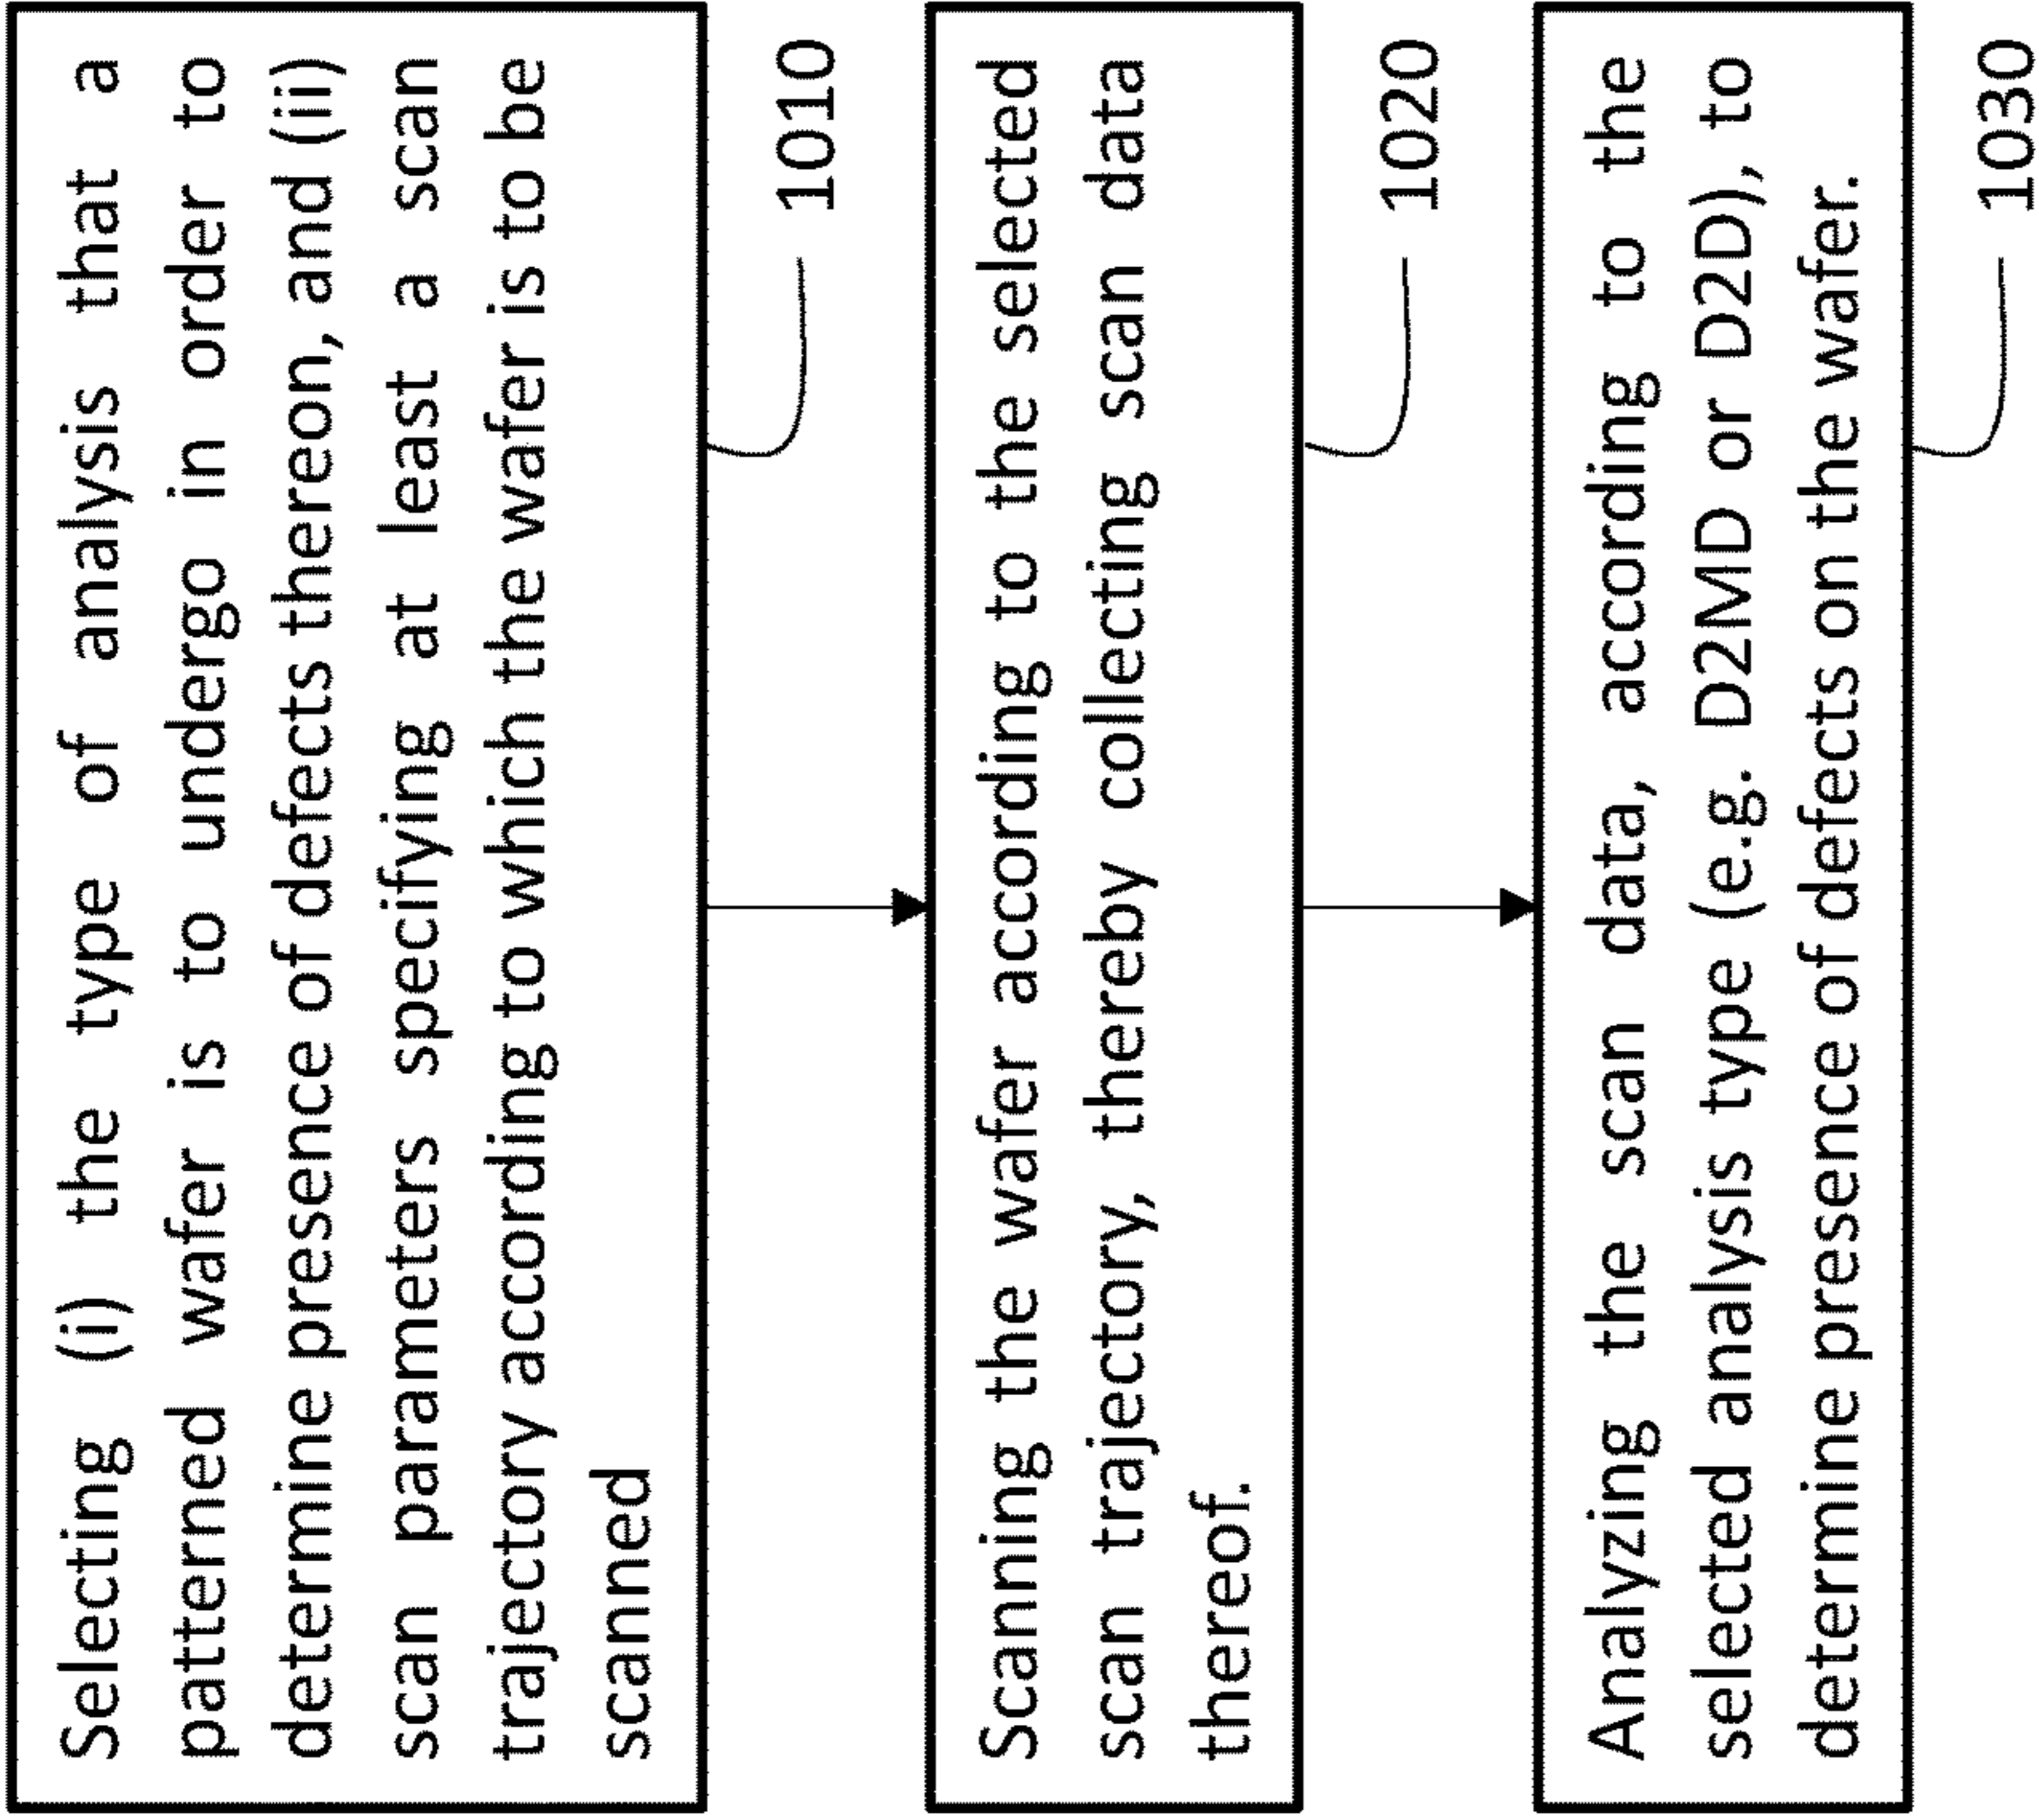 Selecting (i) the type of analysis that a
patterned wafer is to undergo in order to
determine presence of defects thereon, and (ii)
scan parameters specifying at least a scan
trajectory according to which the wafer is to be
scanned
1010
Scanning the wafer according to the selected
scan trajectory, thereby collecting scan data
thereof.
1020
Analyzing the scan data, according to the
selected analysis type (e.g. D2MD or D2D), to
determine presence of defects on the wafer.
1030